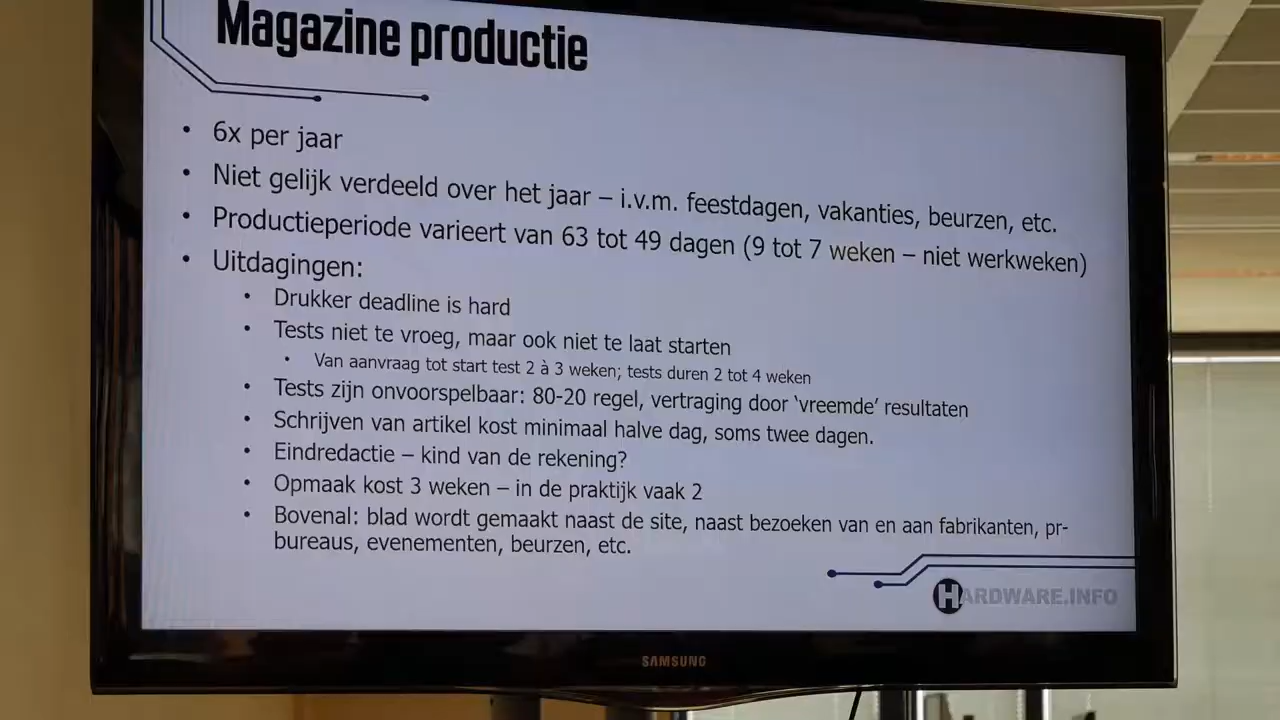 Magazine productie
• 6x per jaar
• Niet gelijk verdeeld over het jaar – i.v.m. feestdagen, vakanties, beurzen, etc.
• Productieperiode varieert van 63 tot 49 dagen (9 tot 7 weken – niet werkweken)
• Uitdagingen:
• Drukker deadline is hard
• Tests niet te vroeg, maar ook niet te laat starten
• Van aanvraag tot start test 2 à 3 weken; tests duren 2 tot 4 weken
• Tests zijn onvoorspelbaar: 80-20 regel, vertraging door ‘vreemde’ resultaten
• Schrijven van artikel kost minimaal halve dag, soms twee dagen.
• Eindredactie – kind van de rekening?
• Opmaak kost 3 weken – in de praktijk vaak 2
• Bovenal: blad wordt gemaakt naast de site, naast bezoeken van en aan fabrikanten, pr-
bureaus, evenementen, beurzen, etc.
HARDWARE.INFO
SAMSUNG